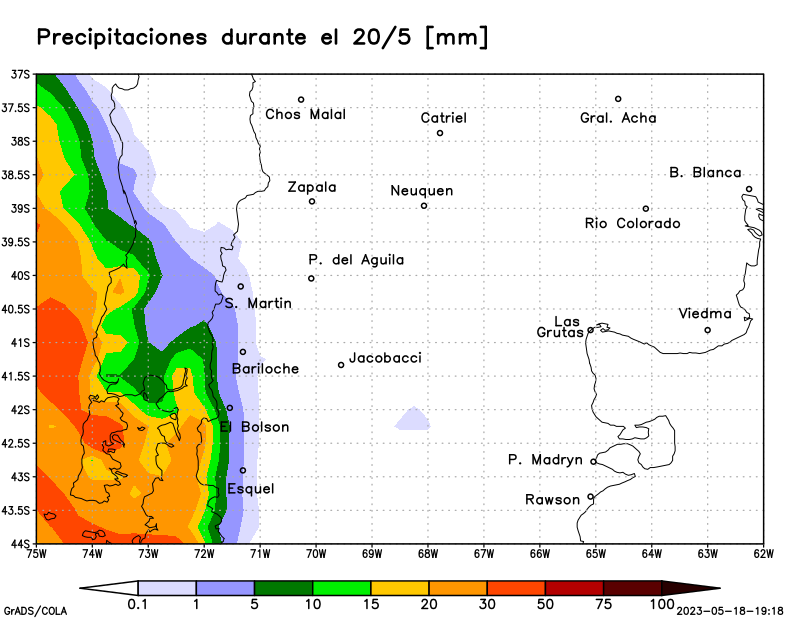 Precipitaciones durante el 20/5 [mm]
37S
37.5S
Chos Malal
Catriel
Gral. Acha
38S
38.5S
B. Blanca
Zapala
Neuquen
39S
Rio Colorado
39.5S
P. del Aguila
40S
S. Martin
40.5S
Viedma
Las
Grutas
41S
Bariloche
Jacobacci
41.5S
42S
El Bolson
42.5S
P. Madryn
43S
Esquel
Rawson
43.5S
44S
75W 74W 73W 72W 71W 70W 69W 68W 67W 66W 65W 64W 63W 62W
0.1 1 5 10 15 20 30 50 75 100
GrADS/COLA
2023-05-18-19:18